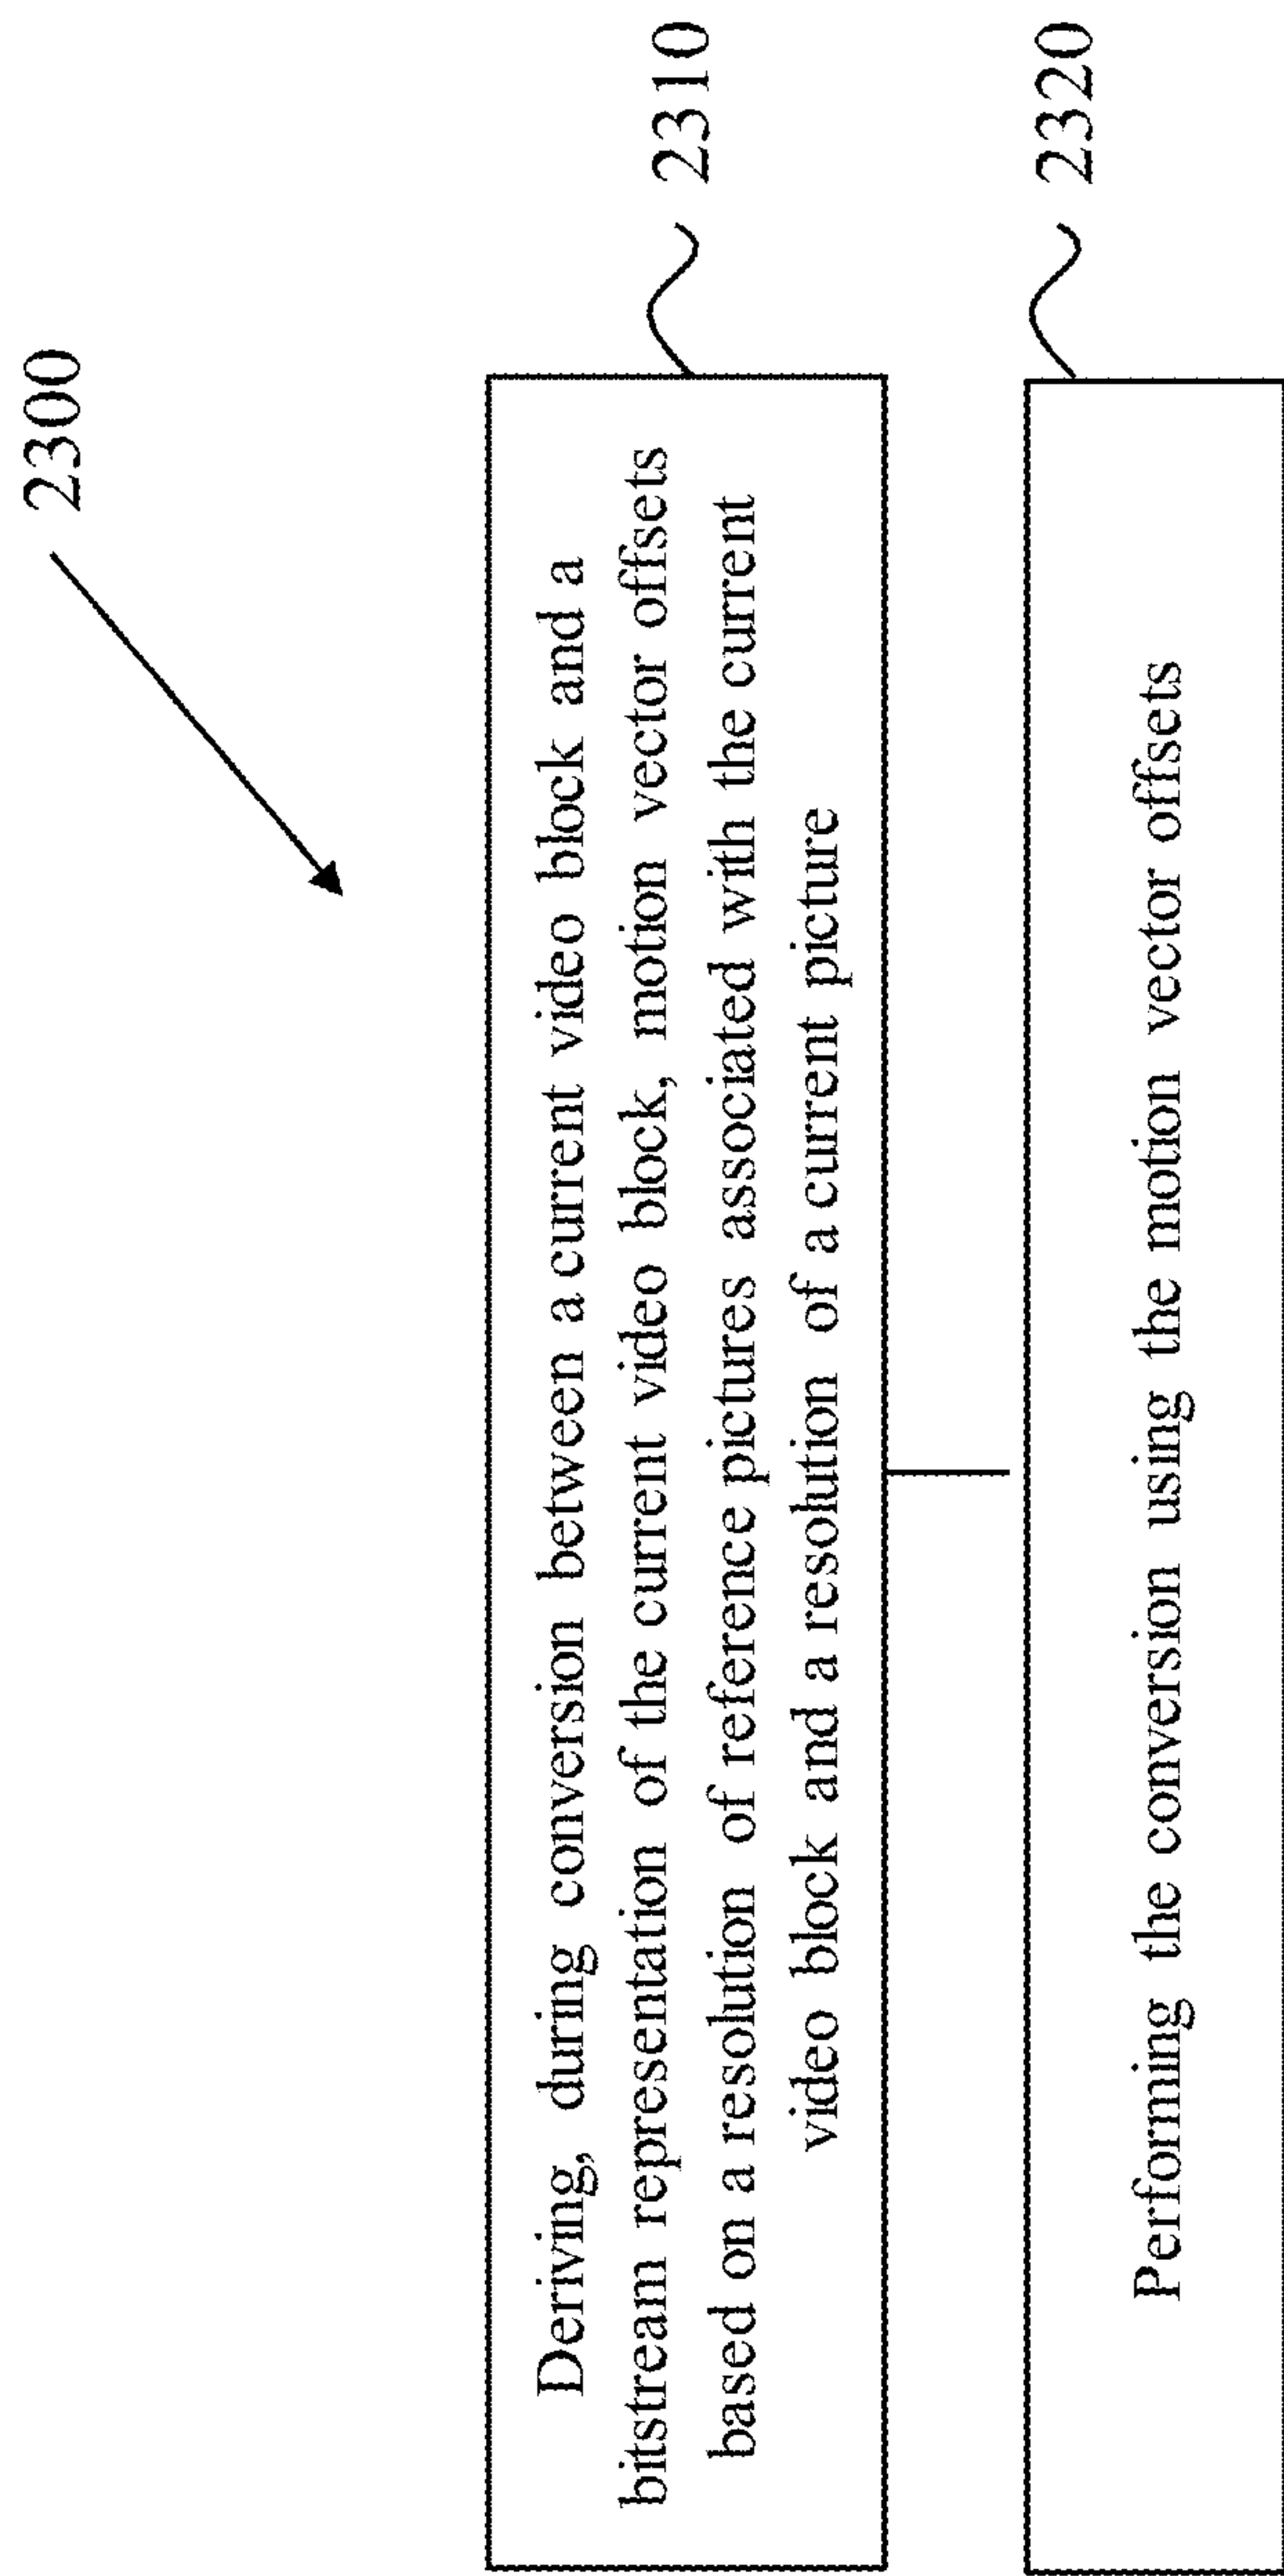 2300
Deriving, during conversion between a current video block and a
bitstream representation of the current video block, motion vector offsets
based on a resolution of reference pictures associated with the current
video block and a resolution of a current picture
2310
Performing the conversion using the motion vector offsets
2320